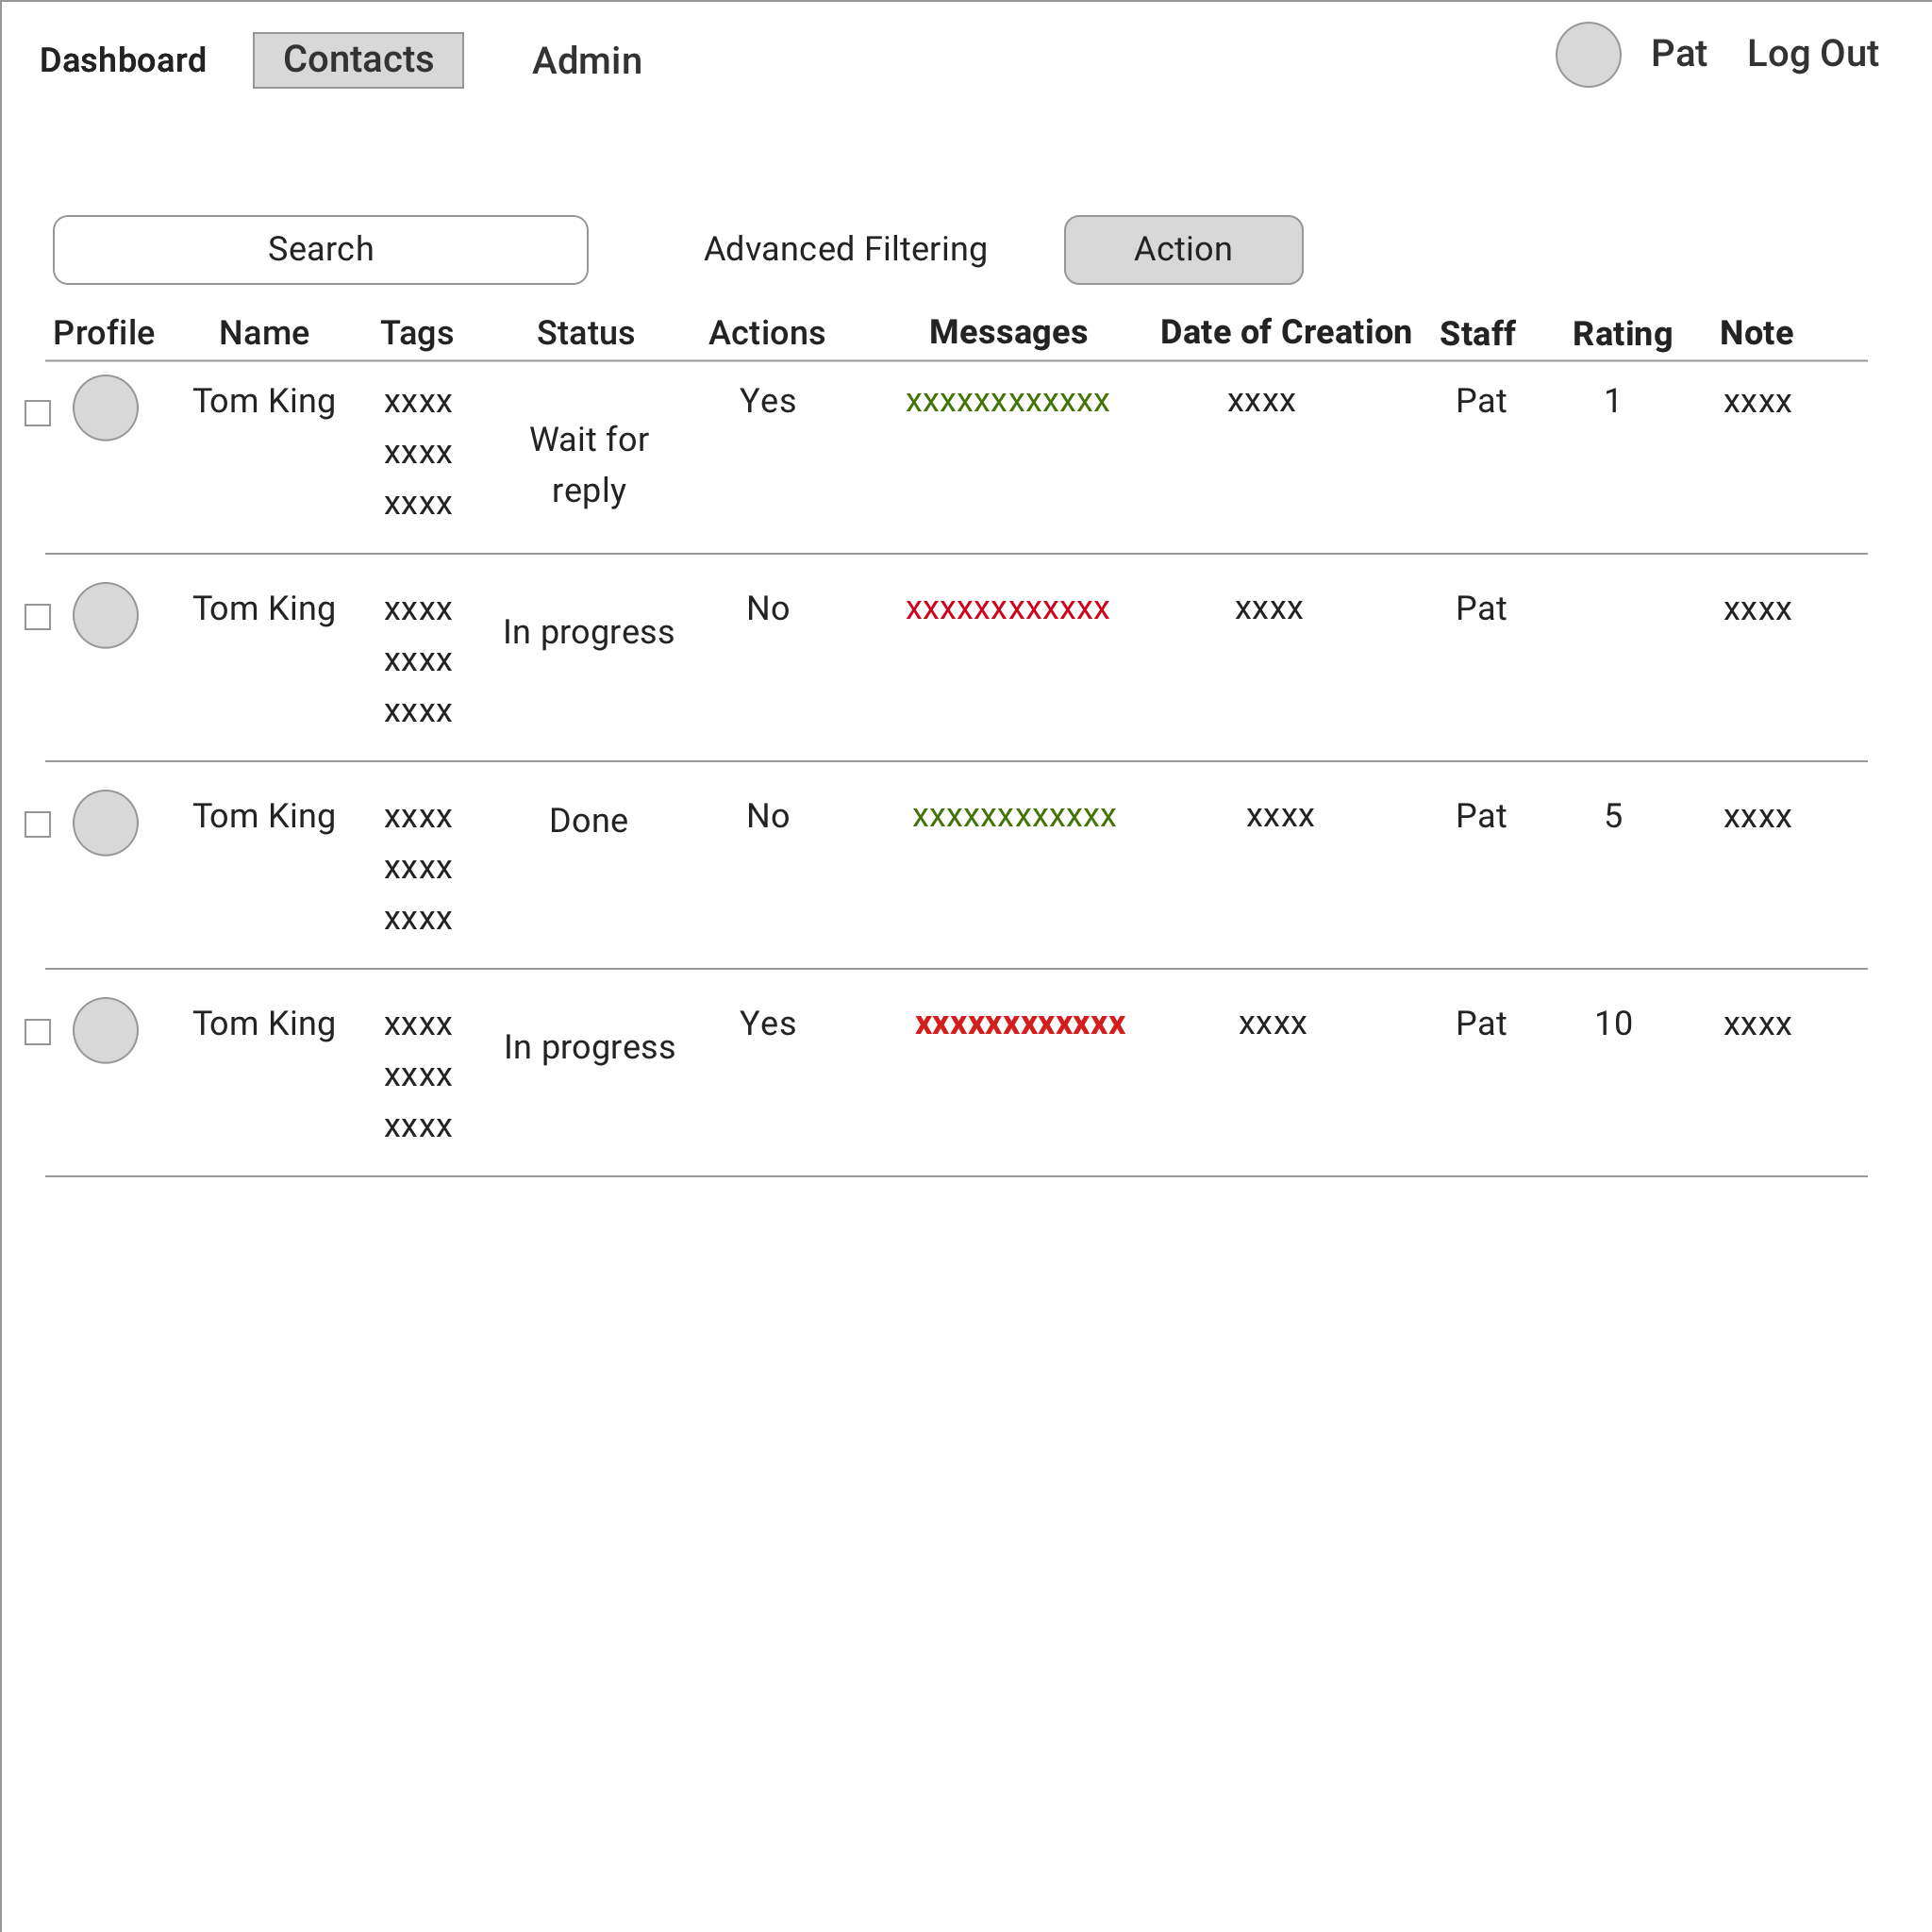 Dashboard Contacts Admin Pat Log Out
Search Advanced Filtering Action
Profile Name Tags Status Actions Messages Date of Creation Staff Rating Note
Tom King xxxx Yes xxxxxxxxxxxx xxxx Pat 1 xxxx
Wait for
xxxx
reply
xxxx
Tom King xxxx No xxxxxxxxxxxx xxxx Pat xxxx
In progress
xxxx
xxxx
Tom King xxxx Done No xxxxxxxxxxxx xxxx Pat 5 xxxx
xxxx
xxxx
Tom King xxxx Yes xxxxxxxxxxxx xxxx Pat 10 xxxx
In progress
xxxx
xxxx